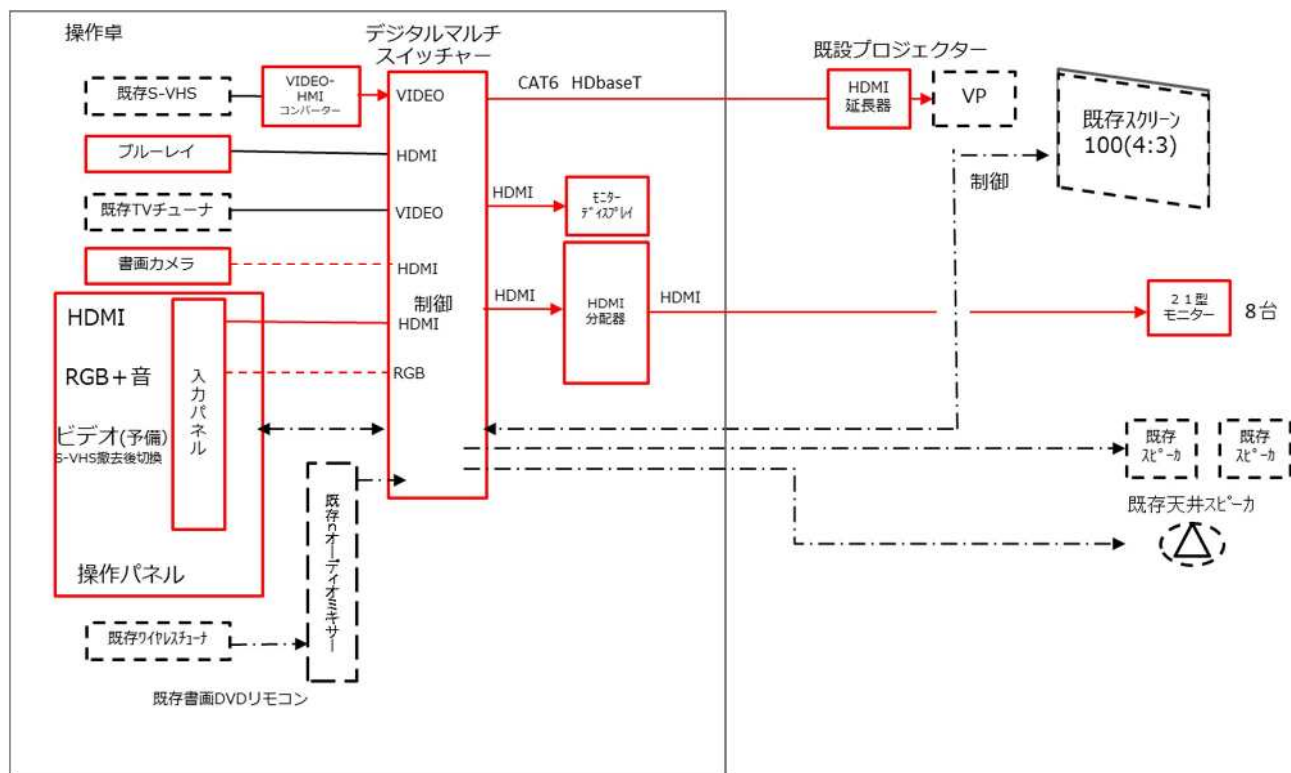 操作卓
デジタルマルチ
スイッチャー
既設プロジェクター
既存S-VHS
VIDEO-
HMI
コンバーター
VIDEO
CAT6 HDbaseT
HDMI
延長器
VP
既存スクリーン
100(4:3)
ブルーレイ
HDMI
制御
既存TVチューナ
VIDEO
HDMI
モニター
ディスプレイ
書画カメラ
HDMI
制御
HDMI
HDMI
HDMI
分配器
HDMI
21型
モニター
8台
HDMI
RGB+音
ビデオ(予備)
S-VHS撤去後切換
入力パネル
操作パネル
RGB
既存
スピーカ
既存
スピーカ
既存天井スピーカ
既存rオーディオミキサー
既存ワイヤレスチューナ
既存書画DVDリモコン